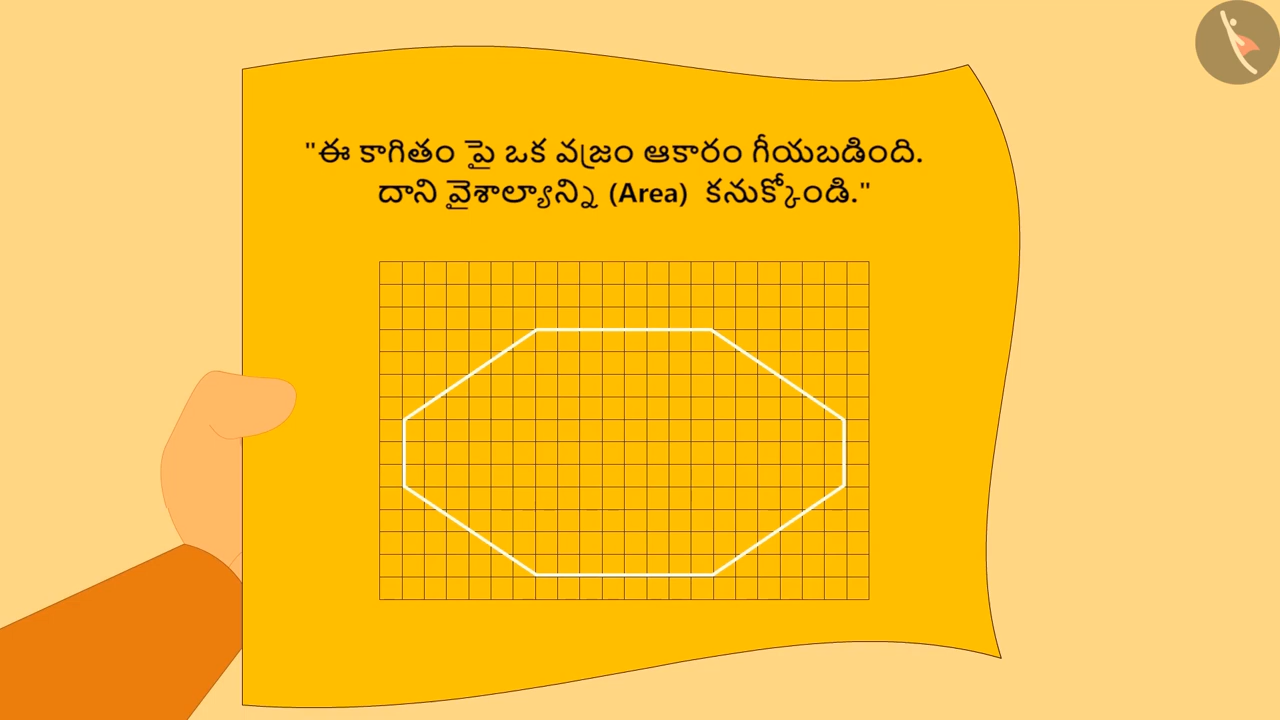 "ఈ కాగితం పై ఒక వజ్రం ఆకారం గీయబడింది.
దాని వైశాల్యాన్ని (Area) కనుక్కోండి."